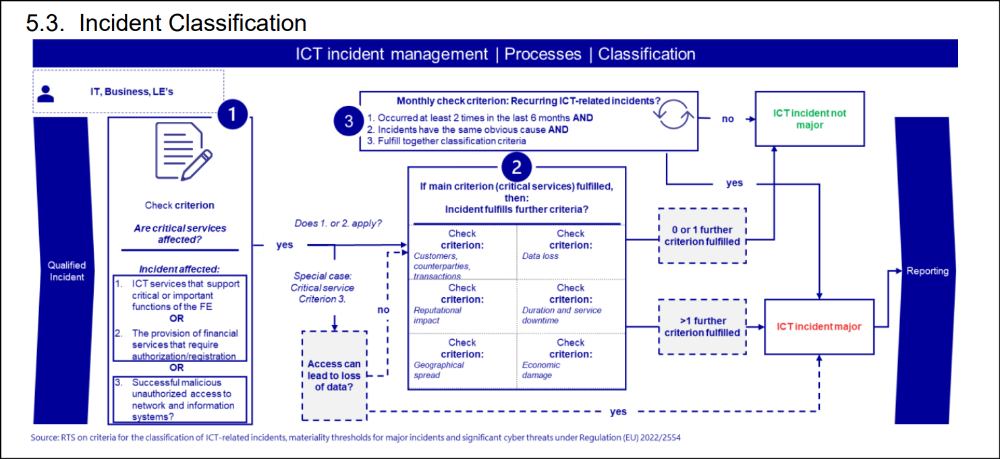 5.3. Incident Classification
ICT incident management | Processes | Classification
IT, Business, LE's
Qualified
Incident
1
Check criterion
Are critical services
affected?
Incident affected:
1. ICT services that support
critical or important
functions of the FE
OR
2. The provision of financial
services that require
authorization/registration
OR
3. Successful malicious
unauthorized access to
network and information
systems?
yes
Does 1. or 2. apply?
Special case:
Critical service
Criterion 3.
Access can
lead to loss
of data?
no
yes
2
If main criterion (critical services) fulfilled,
then:
Incident fulfills further criteria?
Check
criterion:
Customers,
counterparties,
transactions
Check
criterion:
Data loss
Check
criterion:
Reputational
impact
Check
criterion:
Duration and service
downtime
Check
criterion:
Geographical
spread
Check
criterion:
Economic
damage
3
Monthly check criterion: Recurring ICT-related incidents?
1. Occurred at least 2 times in the last 6 months AND
2. Incidents have the same obvious cause AND
3. Fulfill together classification criteria
no
yes
0 or 1 further
criterion fulfilled
>1 further
criterion fulfilled
ICT incident not
major
ICT incident major
Reporting
Source: RTS on criteria for the classification of ICT-related incidents, materiality thresholds for major incidents and significant cyber threats under Regulation (EU) 2022/2554